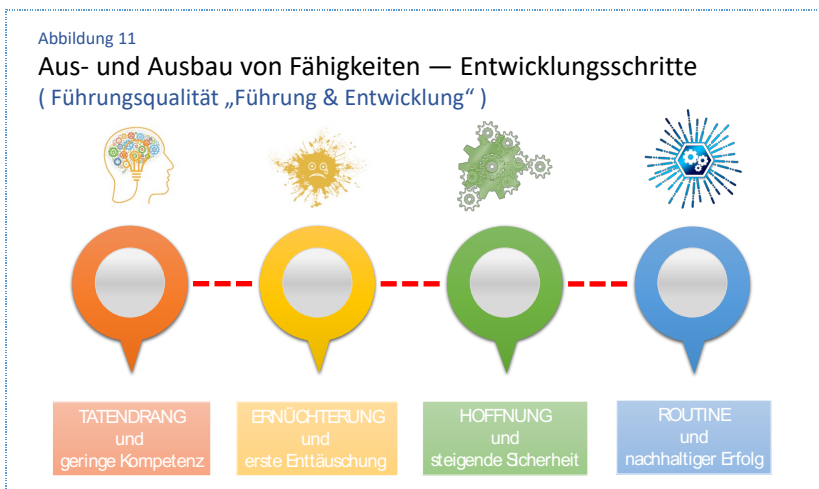 Abbildung 11
Aus- und Ausbau von Fähigkeiten — Entwicklungsschritte
( Führungsqualität „Führung & Entwicklung“ )
TATENDRANG
und
geringe Kompetenz
ERNÜCHTERUNG
und
erste Enttäuschung
HOFFNUNG
und
steigende Sicherheit
ROUTINE
und
nachhaltiger Erfolg